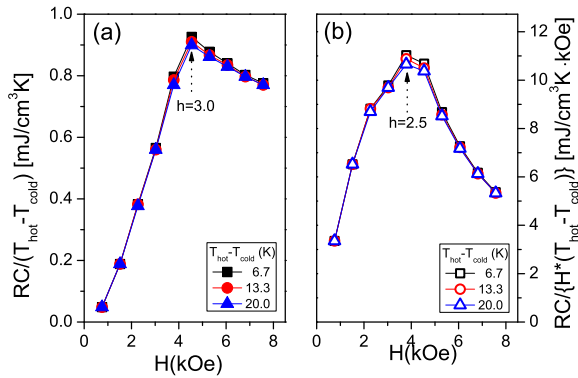 (a)
(b)
RC/(T_hot-T_cold) [mJ/cm³K]
1.0
0.8
0.6
0.4
0.2
0.0
h=3.0
T_hot-T_cold (K)
6.7
13.3
20.0
0 2 4 6 8
H(kOe)
h=2.5
T_hot-T_cold (K)
6.7
13.3
20.0
0 2 4 6 8
H(kOe)
12
10
8
6
4
2
0
RC/{H*(T_hot-T_cold)} [mJ/cm³K ·kOe]